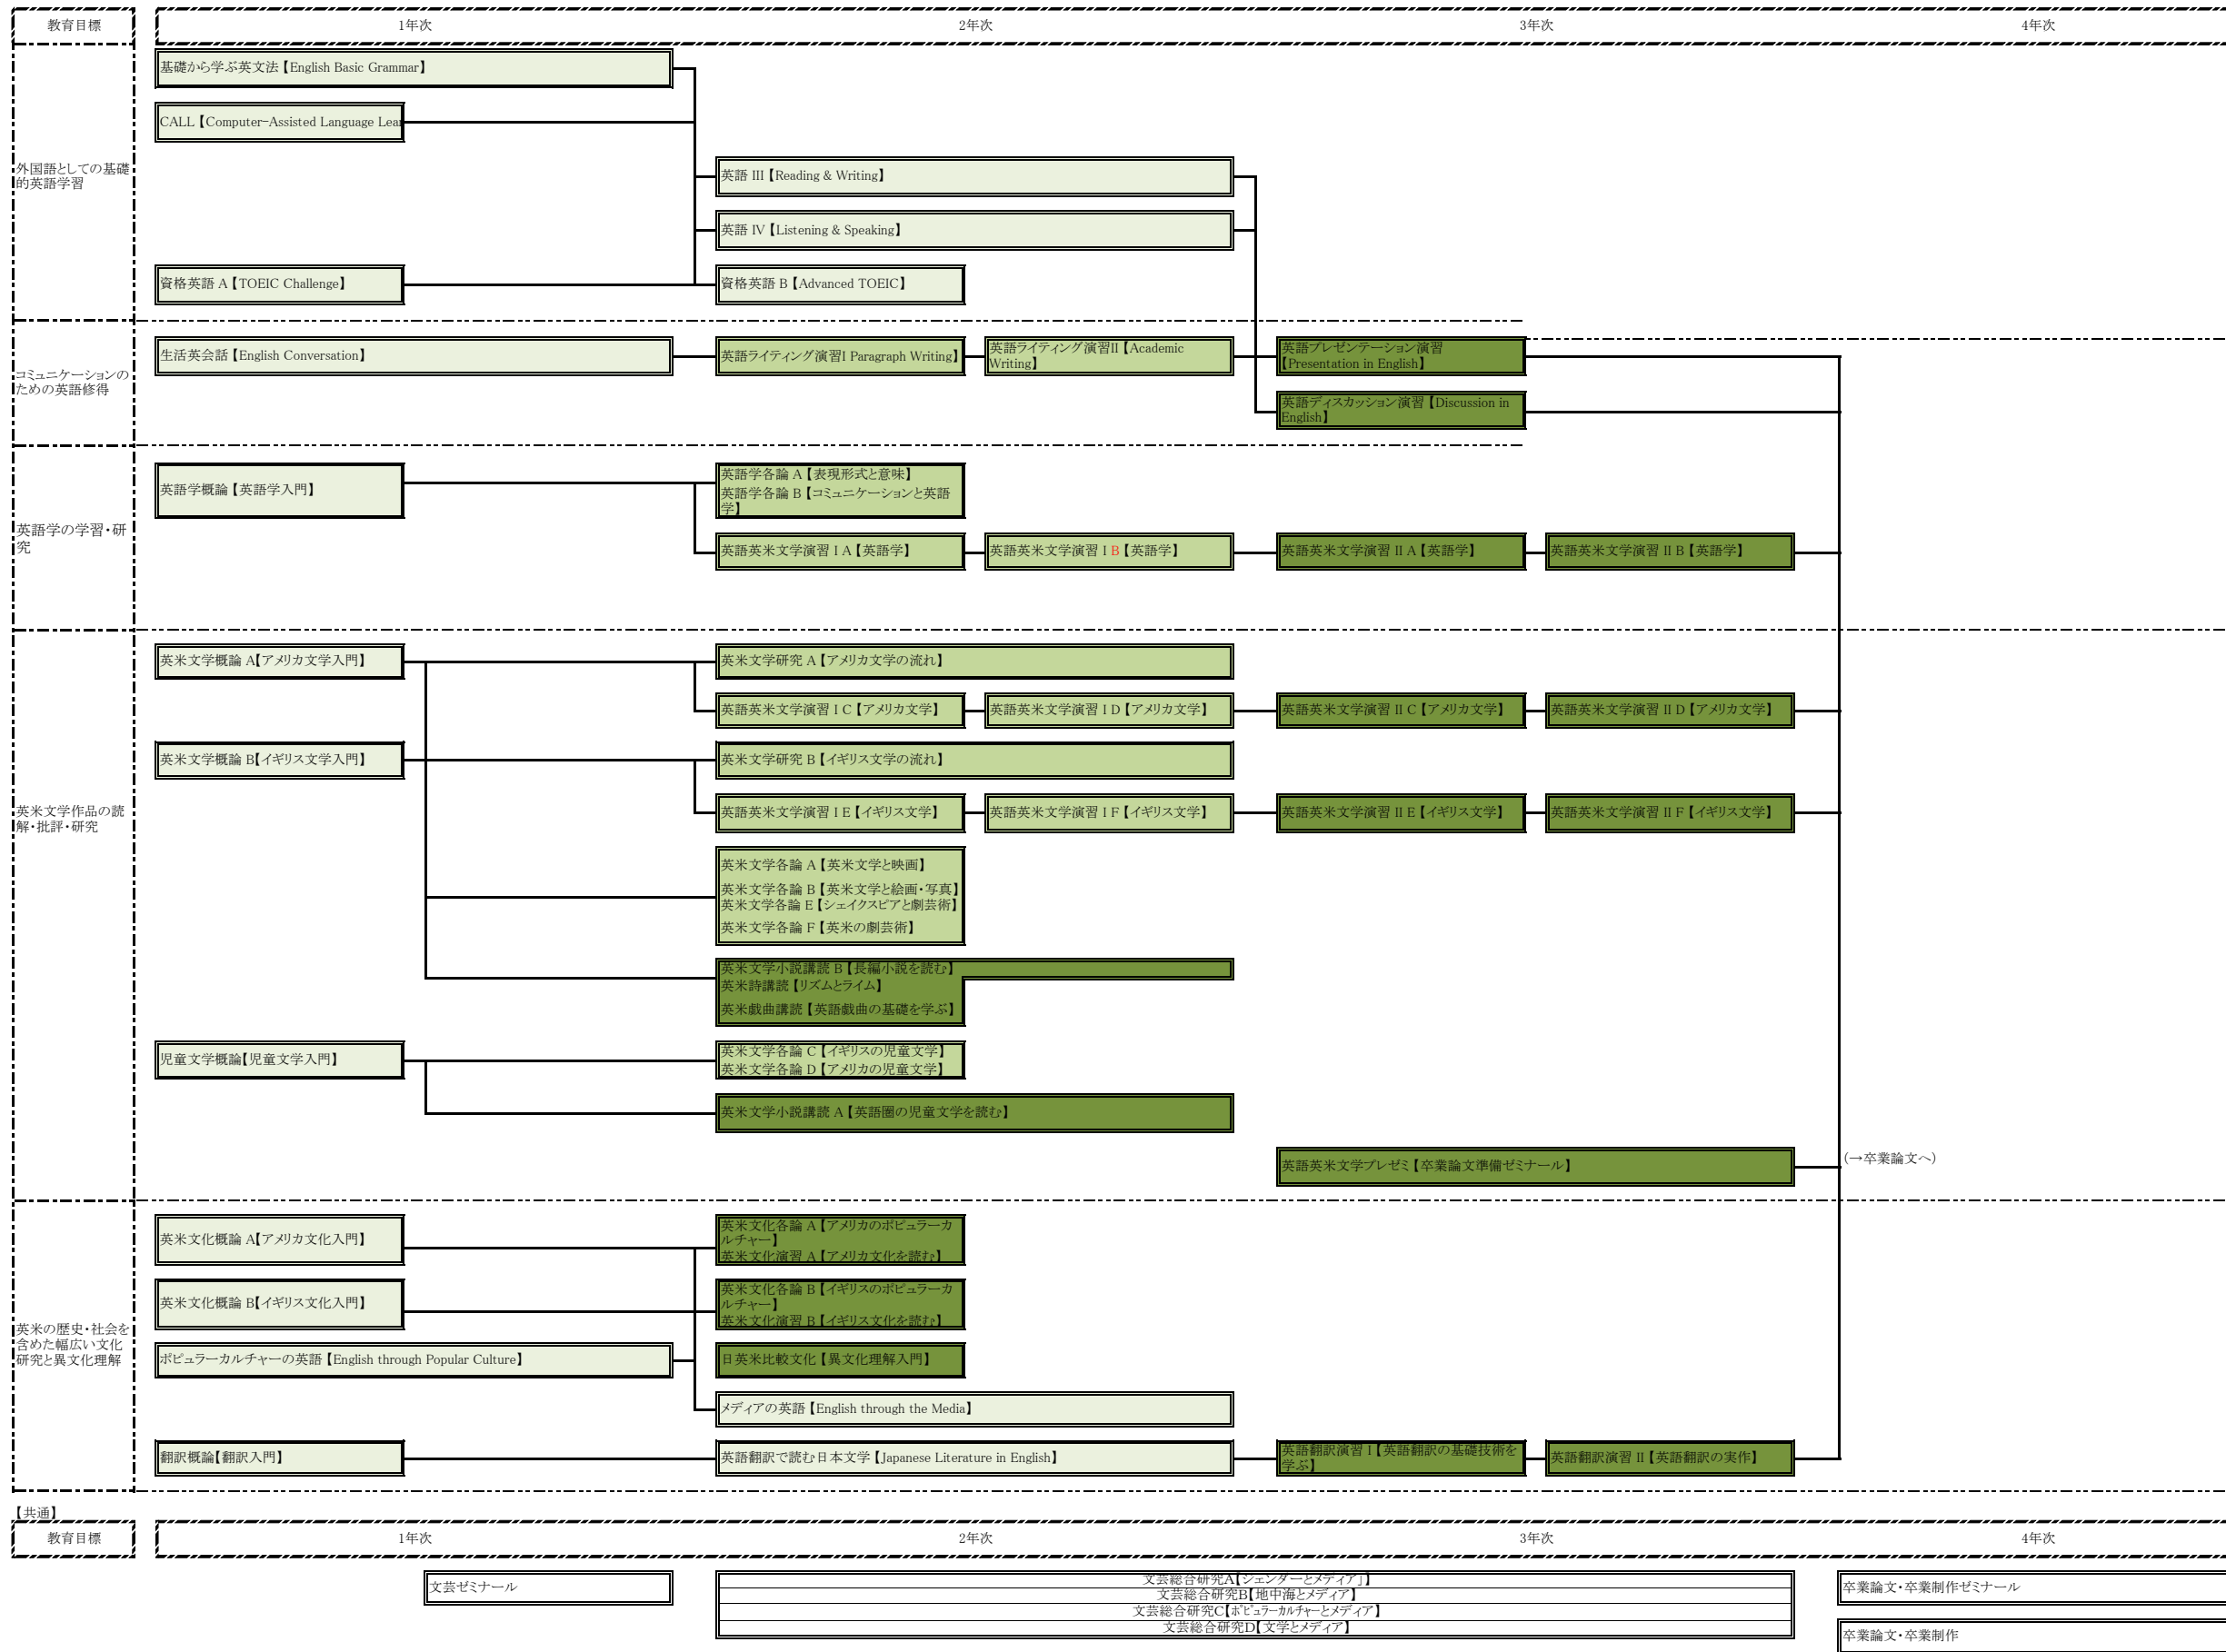 教育目標 1年次 2年次 3年次 4年次
基礎から学ぶ英文法【English Basic Grammar】
CALL【Computer-Assisted Language Lear
外国語としての基礎
的英語学習
英語 III【Reading & Writing】
英語 IV【Listening & Speaking】
資格英語 A【TOEIC Challenge】
資格英語 B【Advanced TOEIC】
コミュニケーションの
ための英語修得
生活英会話【English Conversation】
英語ライティング演習I Paragraph Writing】
英語ライティング演習II【Academic
Writing】
英語プレゼンテーション演習
【Presentation in English】
英語ディスカッション演習【Discussion in
English】
英語学の学習・研
究
英語学概論【英語学入門】
英語学各論 A【表現形式と意味】
英語学各論 B【コミュニケーションと英語
学】
英語英米文学演習 I A【英語学】
英語英米文学演習 I B【英語学】
英語英米文学演習 II A【英語学】
英語英米文学演習 II B【英語学】
英米文学作品の読
解・批評・研究
英米文学概論 A【アメリカ文学入門】
英米文学研究 A【アメリカ文学の流れ】
英語英米文学演習 I C【アメリカ文学】
英語英米文学演習 I D【アメリカ文学】
英語英米文学演習 II C【アメリカ文学】
英語英米文学演習 II D【アメリカ文学】
英米文学概論 B【イギリス文学入門】
英米文学研究 B【イギリス文学の流れ】
英語英米文学演習 I E【イギリス文学】
英語英米文学演習 I F【イギリス文学】
英語英米文学演習 II E【イギリス文学】
英語英米文学演習 II F【イギリス文学】
英米文学各論 A【英米文学と映画】
英米文学各論 B【英米文学と絵画・写真】
英米文学各論 E【シェイクスピアと劇芸術】
英米文学各論 F【英米の劇芸術】
英米文学小説講読 B【長編小説を読む】
英米詩講読【リズムとライム】
英米戯曲講読【英語戯曲の基礎を学ぶ】
児童文学概論【児童文学入門】
英米文学各論 C【イギリスの児童文学】
英米文学各論 D【アメリカの児童文学】
英米文学小説講読 A【英語圏の児童文学を読む】
英語英米文学プレゼミ【卒業論文準備ゼミナール】
(→卒業論文へ)
英米の歴史・社会を
含めた幅広い文化
研究と異文化理解
英米文化概論 A【アメリカ文化入門】
英米文化各論 A【アメリカのポピュラーカ
ルチャー】
英米文化演習 A【アメリカ文化を読む】
英米文化概論 B【イギリス文化入門】
英米文化各論 B【イギリスのポピュラーカ
ルチャー】
英米文化演習 B【イギリス文化を読む】
ポピュラーカルチャーの英語【English through Popular Culture】
日英米比較文化【異文化理解入門】
メディアの英語【English through the Media】
翻訳概論【翻訳入門】
英語翻訳で読む日本文学【Japanese Literature in English】
英語翻訳演習 I【英語翻訳の基礎技術を
学ぶ】
英語翻訳演習 II【英語翻訳の実作】
【共通】
教育目標 1年次 2年次 3年次 4年次
文芸ゼミナール
文芸総合研究A【ジェンダーとメディア』】
文芸総合研究B【地中海とメディア】
文芸総合研究C【ﾎﾟﾋﾟｭﾗｰｶﾙﾁｬｰとメディア】
文芸総合研究D【文学とメディア】
卒業論文・卒業制作ゼミナール
卒業論文・卒業制作